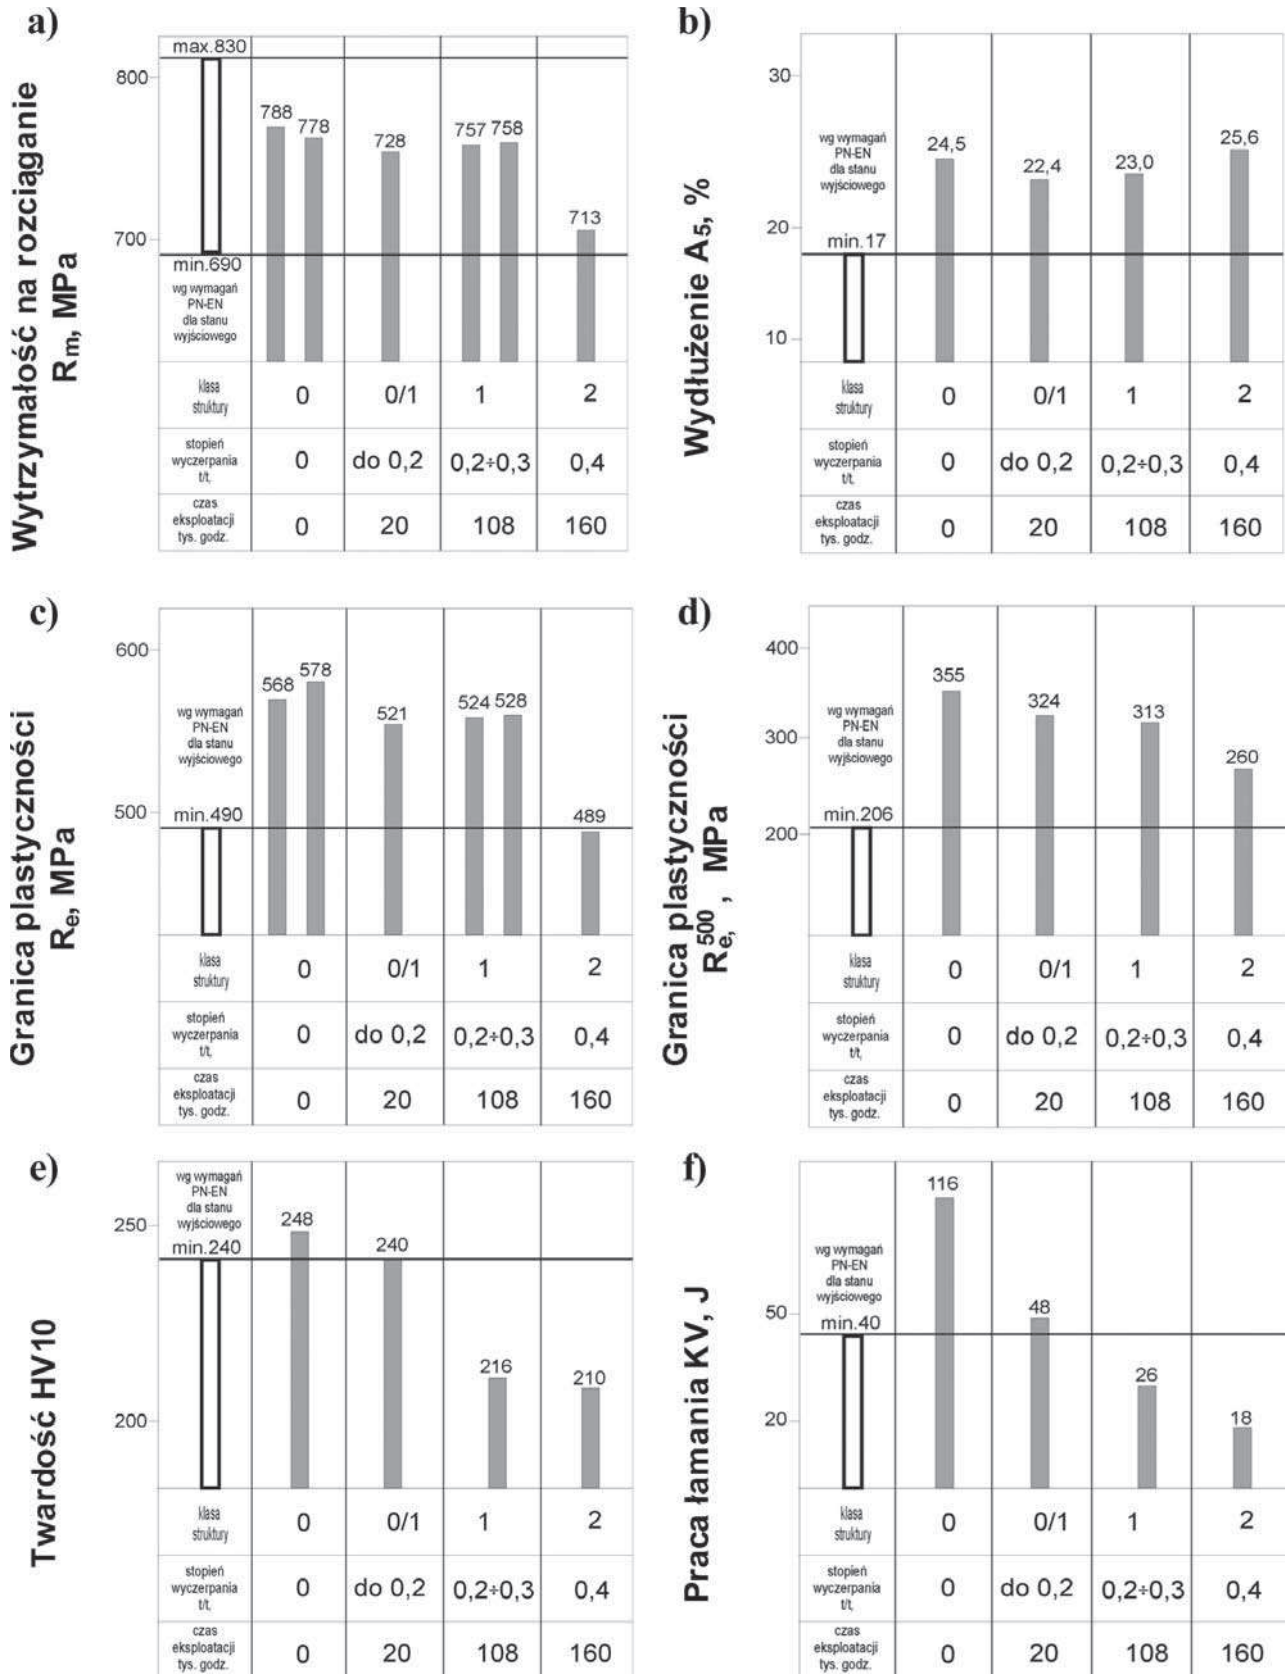 a)
Wytrzymałość na rozciąganie
Rm, MPa
max.830
800
788
778
728
757
758
713
700
min.690
wg wymagań
PN-EN
dla stanu
wyjściowego
klasa
struktury
0
0/1
1
2
stopień
wyczerpania
t/tᵣ
0
do 0,2
0,2÷0,3
0,4
czas
eksploatacji
tys. godz.
0
20
108
160
b)
Wydłużenie A5, %
30
wg wymagań
PN-EN
dla stanu
wyjściowego
24,5
22,4
23,0
25,6
20
min.17
10
klasa
struktury
0
0/1
1
2
stopień
wyczerpania
t/tᵣ
0
do 0,2
0,2÷0,3
0,4
czas
eksploatacji
tys. godz.
0
20
108
160
c)
Granica plastyczności
Re, MPa
600
568
578
521
524
528
489
wg wymagań
PN-EN
dla stanu
wyjściowego
500
min.490
klasa
struktury
0
0/1
1
2
stopień
wyczerpania
t/tᵣ
0
do 0,2
0,2÷0,3
0,4
czas
eksploatacji
tys. godz.
0
20
108
160
d)
Granica plastyczności
Re,500, MPa
400
355
324
313
260
wg wymagań
PN-EN
dla stanu
wyjściowego
300
min.206
200
klasa
struktury
0
0/1
1
2
stopień
wyczerpania
t/tᵣ
0
do 0,2
0,2÷0,3
0,4
czas
eksploatacji
tys. godz.
0
20
108
160
e)
Twardość HV10
wg wymagań
PN-EN
dla stanu
wyjściowego
250
min.240
248
240
216
210
200
klasa
struktury
0
0/1
1
2
stopień
wyczerpania
t/tᵣ
0
do 0,2
0,2÷0,3
0,4
czas
eksploatacji
tys. godz.
0
20
108
160
f)
Praca łamania KV, J
116
48
26
18
wg wymagań
PN-EN
dla stanu
wyjściowego
50
min.40
20
klasa
struktury
0
0/1
1
2
stopień
wyczerpania
t/tᵣ
0
do 0,2
0,2÷0,3
0,4
czas
eksploatacji
tys. godz.
0
20
108
160